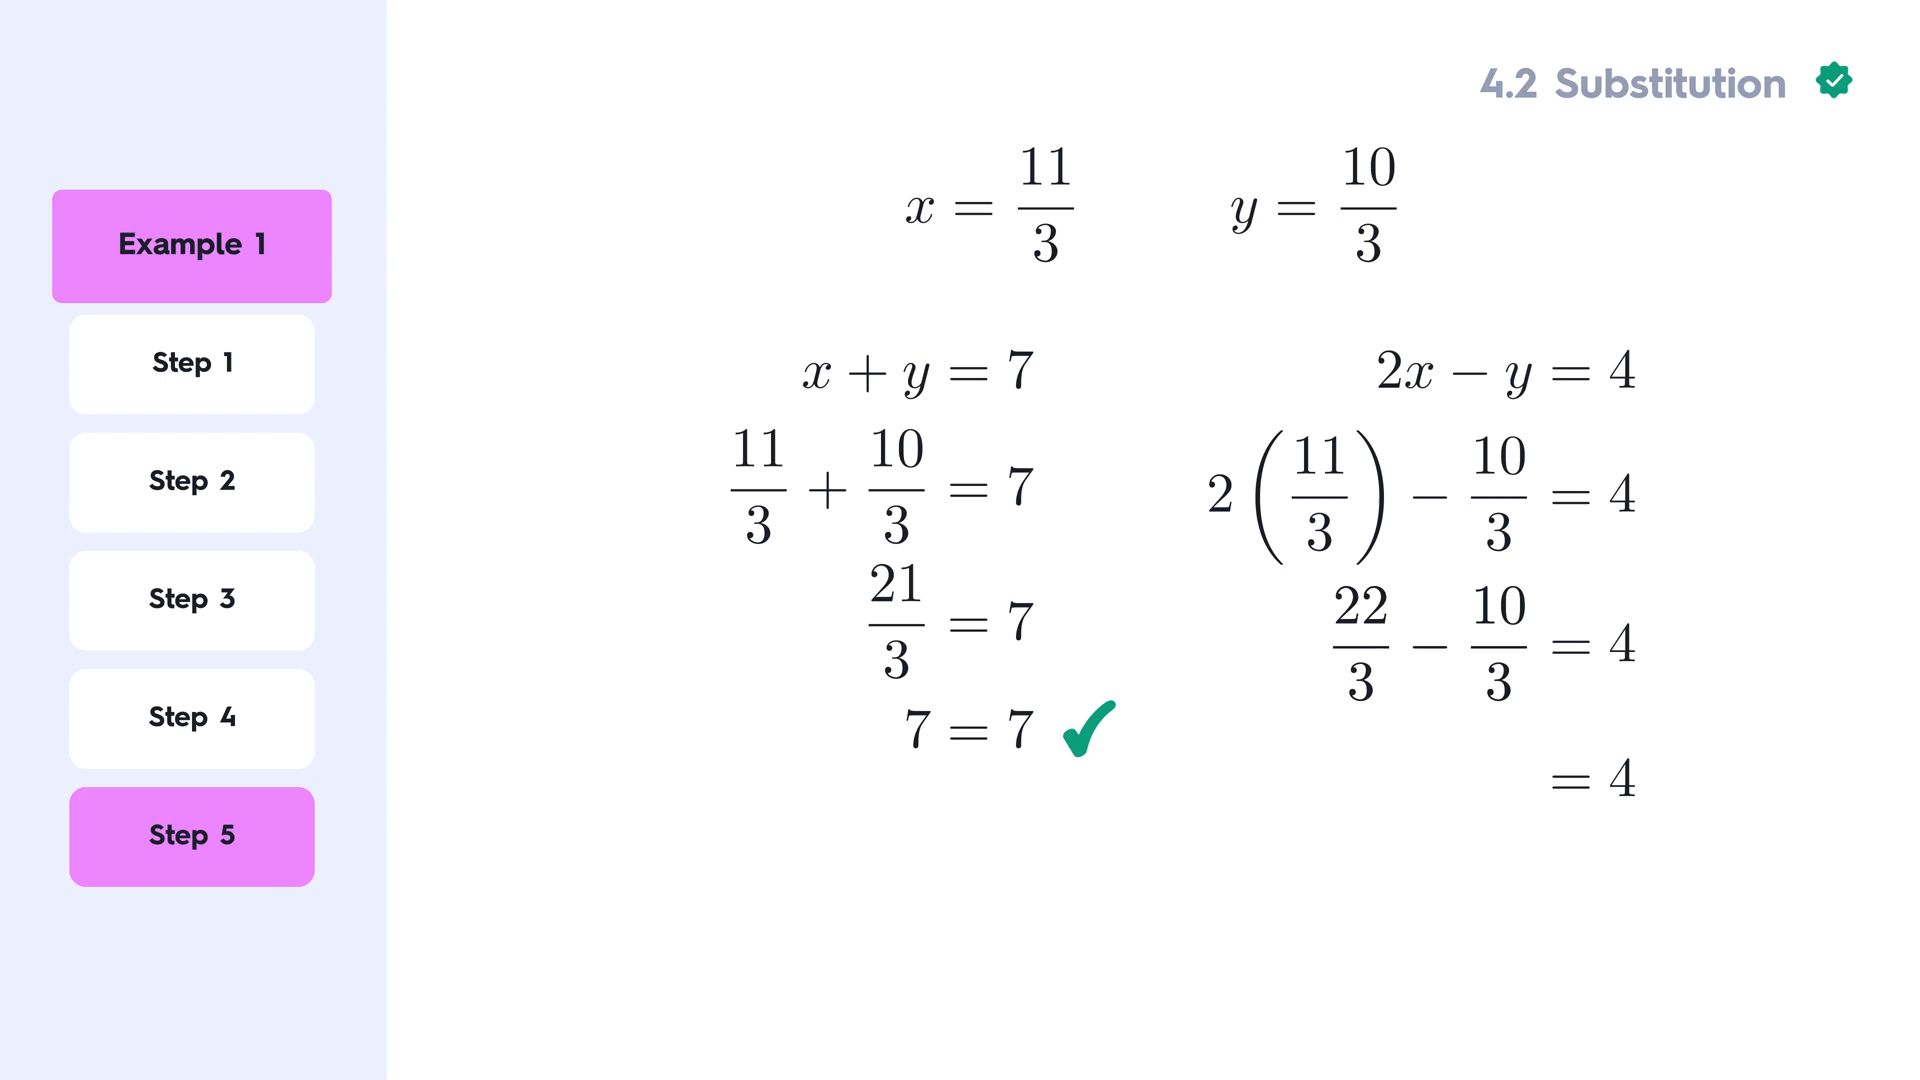 4.2 Substitution
Example 1
Step 1
Step 2
Step 3
Step 4
Step 5
x = 11/3
y = 10/3
x + y = 7
11/3 + 10/3 = 7
21/3 = 7
7 = 7
2x − y = 4
2(11/3) − 10/3 = 4
22/3 − 10/3 = 4
= 4